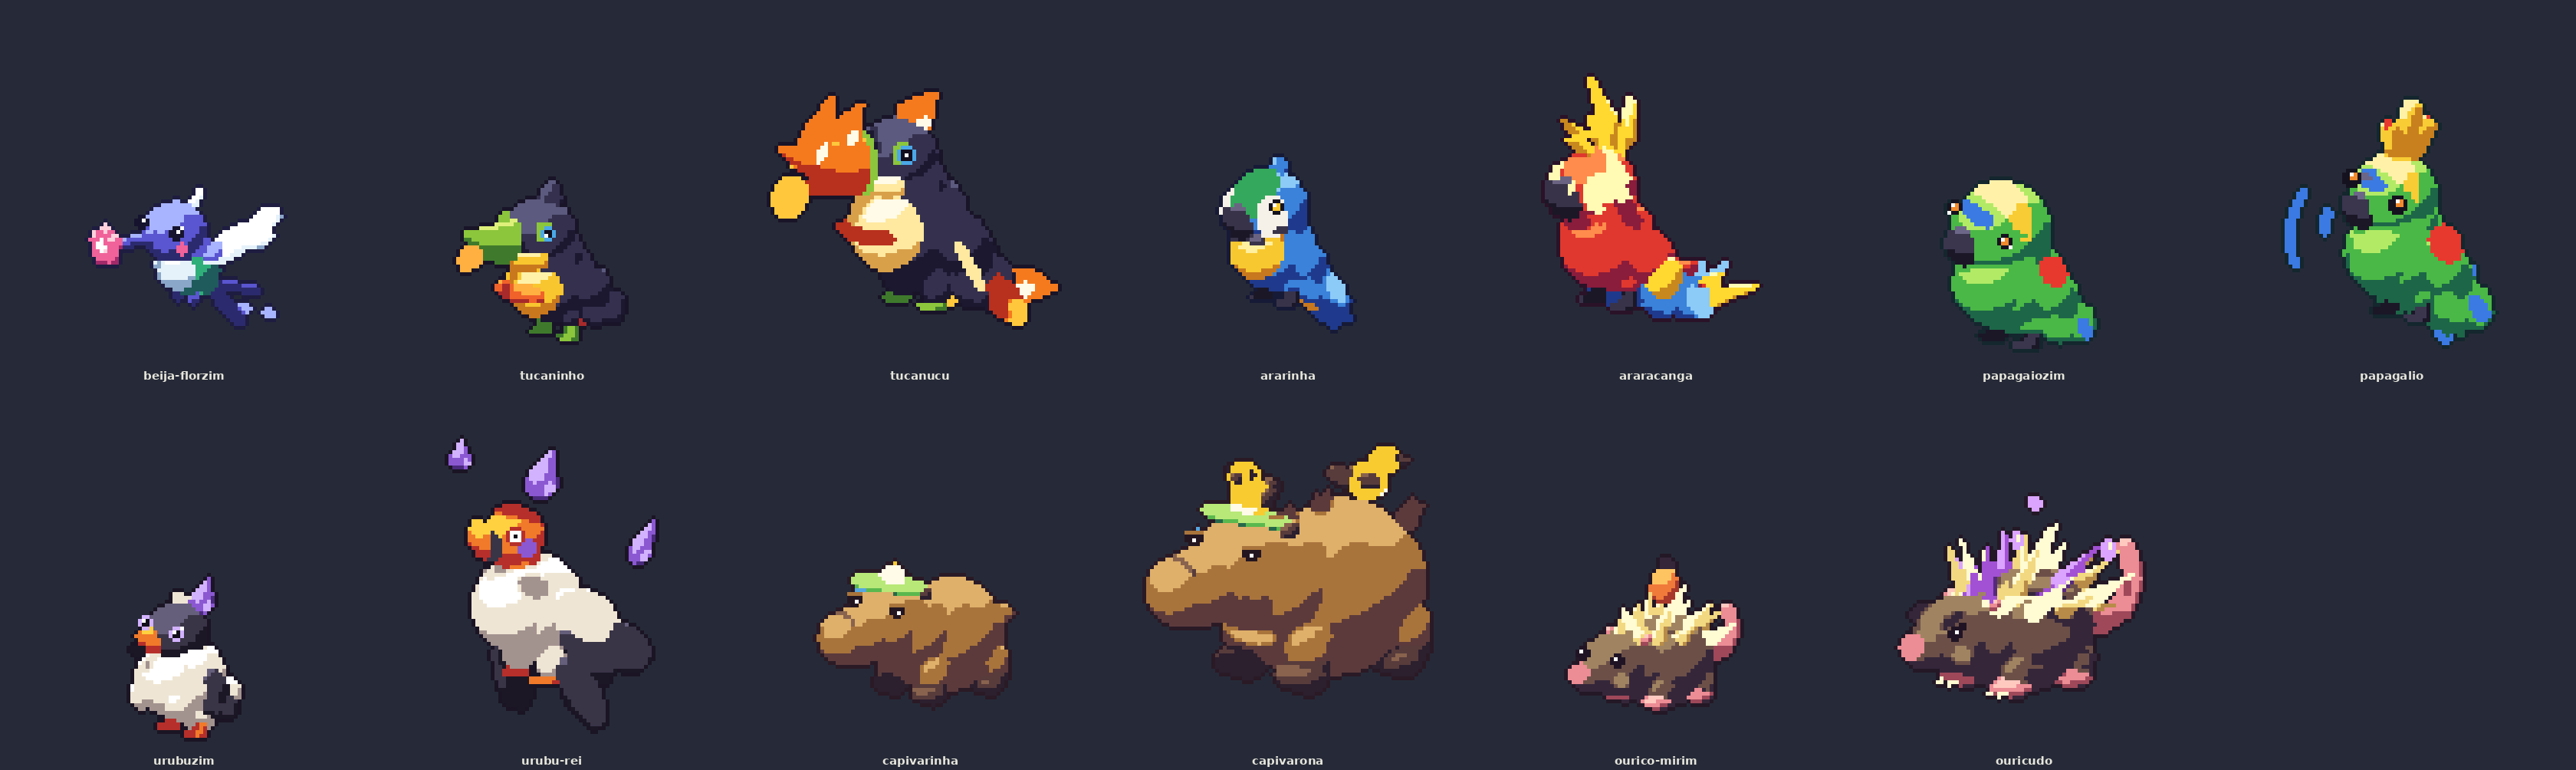 beija-florzim
tucaninho
tucanucu
ararinha
araracanga
papagaiozim
papagalio
urubuzim
urubu-rei
capivarinha
capivarona
ourico-mirim
ouricudo